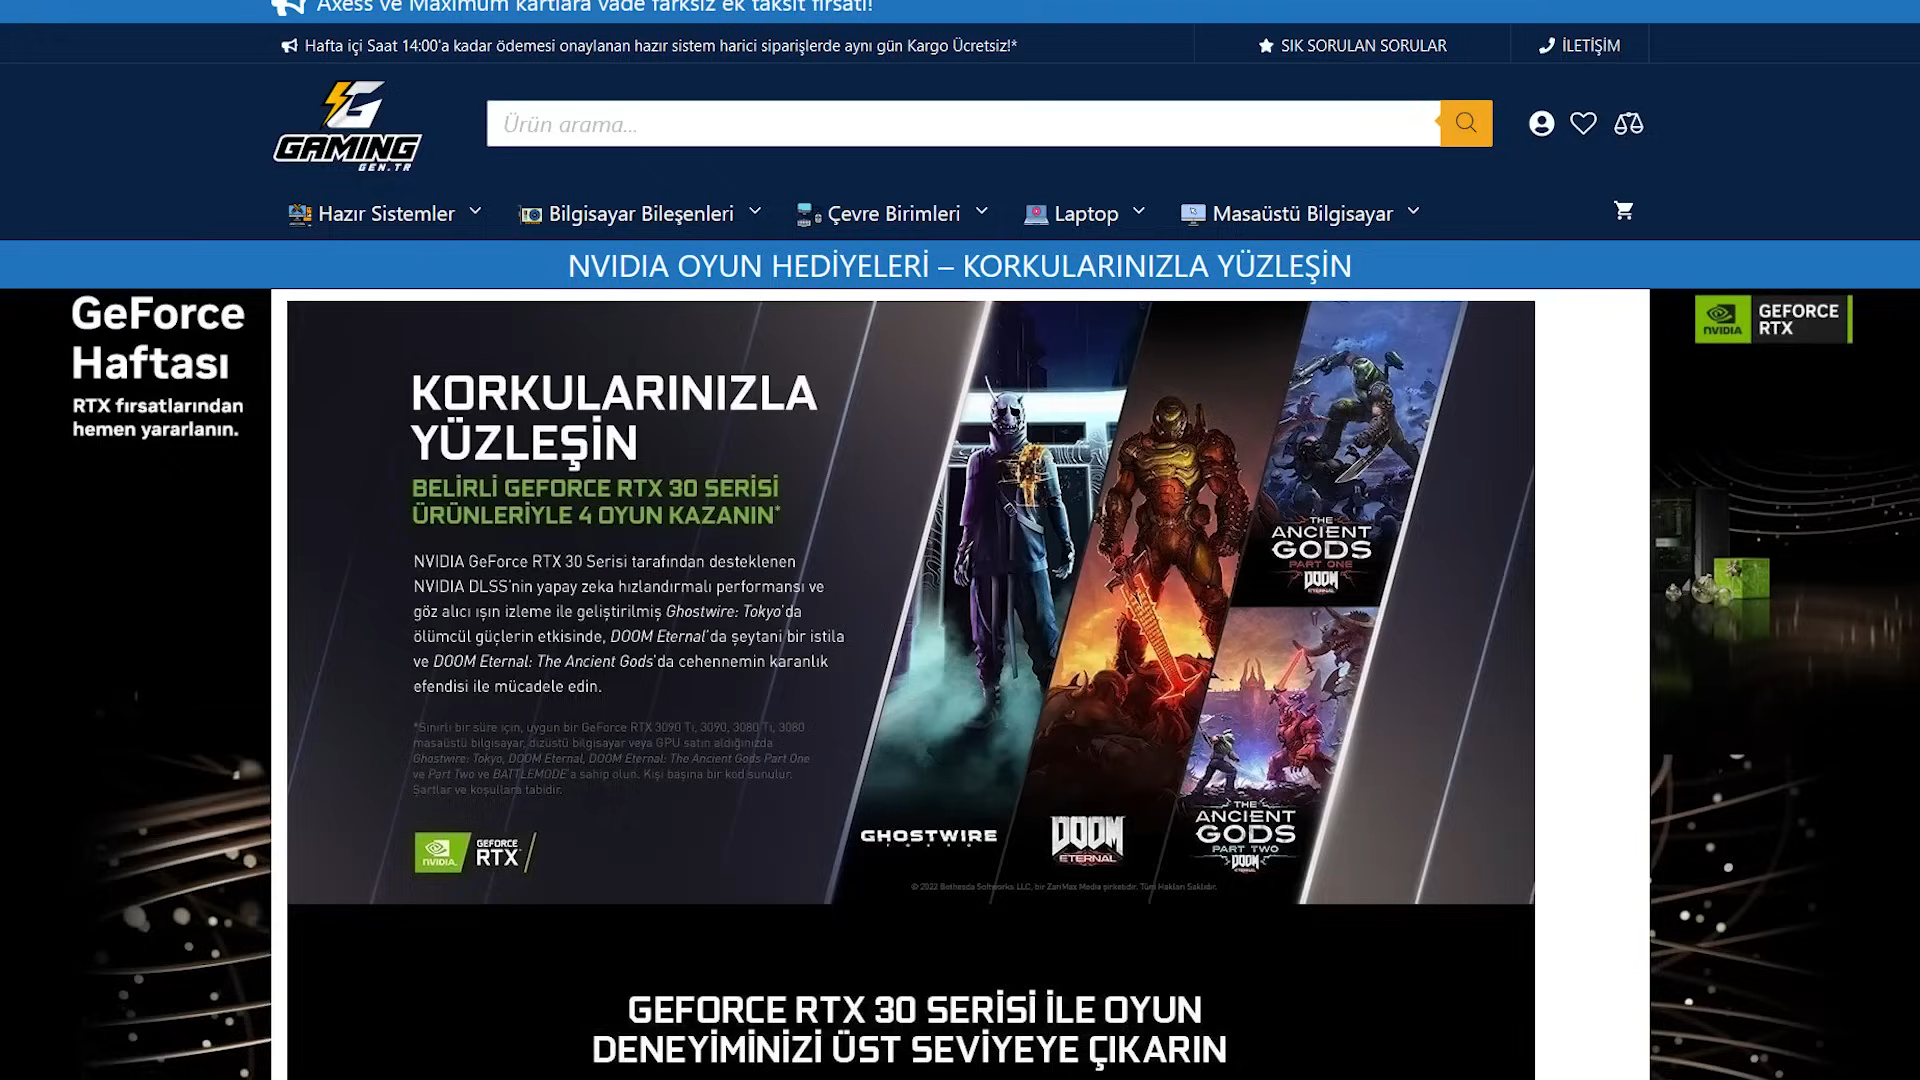 Axess ve Maximum kartlara vade farksız ek taksit fırsatı!
Hafta içi Saat 14:00'a kadar ödemesi onaylanan hazır sistem harici siparişlerde aynı gün Kargo Ücretsiz!*
SIK SORULAN SORULAR
İLETİŞİM
G
GAMING
GEN.TR
Ürün arama...
Hazır Sistemler
Bilgisayar Bileşenleri
Çevre Birimleri
Laptop
Masaüstü Bilgisayar
NVIDIA OYUN HEDİYELERİ – KORKULARINIZLA YÜZLEŞİN
GeForce
Haftası
RTX fırsatlarından
hemen yararlanın.
NVIDIA
GEFORCE
RTX
KORKULARINIZLA
YÜZLEŞİN
BELİRLİ GEFORCE RTX 30 SERİSİ
ÜRÜNLERİYLE 4 OYUN KAZANIN*
NVIDIA GeForce RTX 30 Serisi tarafından desteklenen
NVIDIA DLSS'nin yapay zeka hızlandırmalı performansı ve
göz alıcı ışın izleme ile geliştirilmiş Ghostwire: Tokyo'da
ölümcül güçlerin etkisinde, DOOM Eternal'da şeytani bir istila
ve DOOM Eternal: The Ancient Gods'da cehennemin karanlık
efendisi ile mücadele edin.
*Sınırlı bir süre için, uygun bir GeForce RTX 3090 Ti, 3090, 3080 Ti, 3080
masaüstü bilgisayar, dizüstü bilgisayar veya GPU satın aldığınızda
Ghostwire: Tokyo, DOOM Eternal, DOOM Eternal: The Ancient Gods Part One
ve Part Two ve BATTLEMODE'a sahip olun. Kişi başına bir kod sunulur.
Şartlar ve koşullara tabidir.
NVIDIA.
GEFORCE
RTX
THE
ANCIENT
GODS
PART ONE
DOOM
ETERNAL
GHOSTWIRE
TOKYO
DOOM
ETERNAL
THE
ANCIENT
GODS
PART TWO
DOOM
ETERNAL
© 2022 Bethesda Softworks LLC, bir ZeniMax Media şirketidir. Tüm Hakları Saklıdır.
GEFORCE RTX 30 SERİSİ İLE OYUN
DENEYİMİNİZİ ÜST SEVİYEYE ÇIKARIN